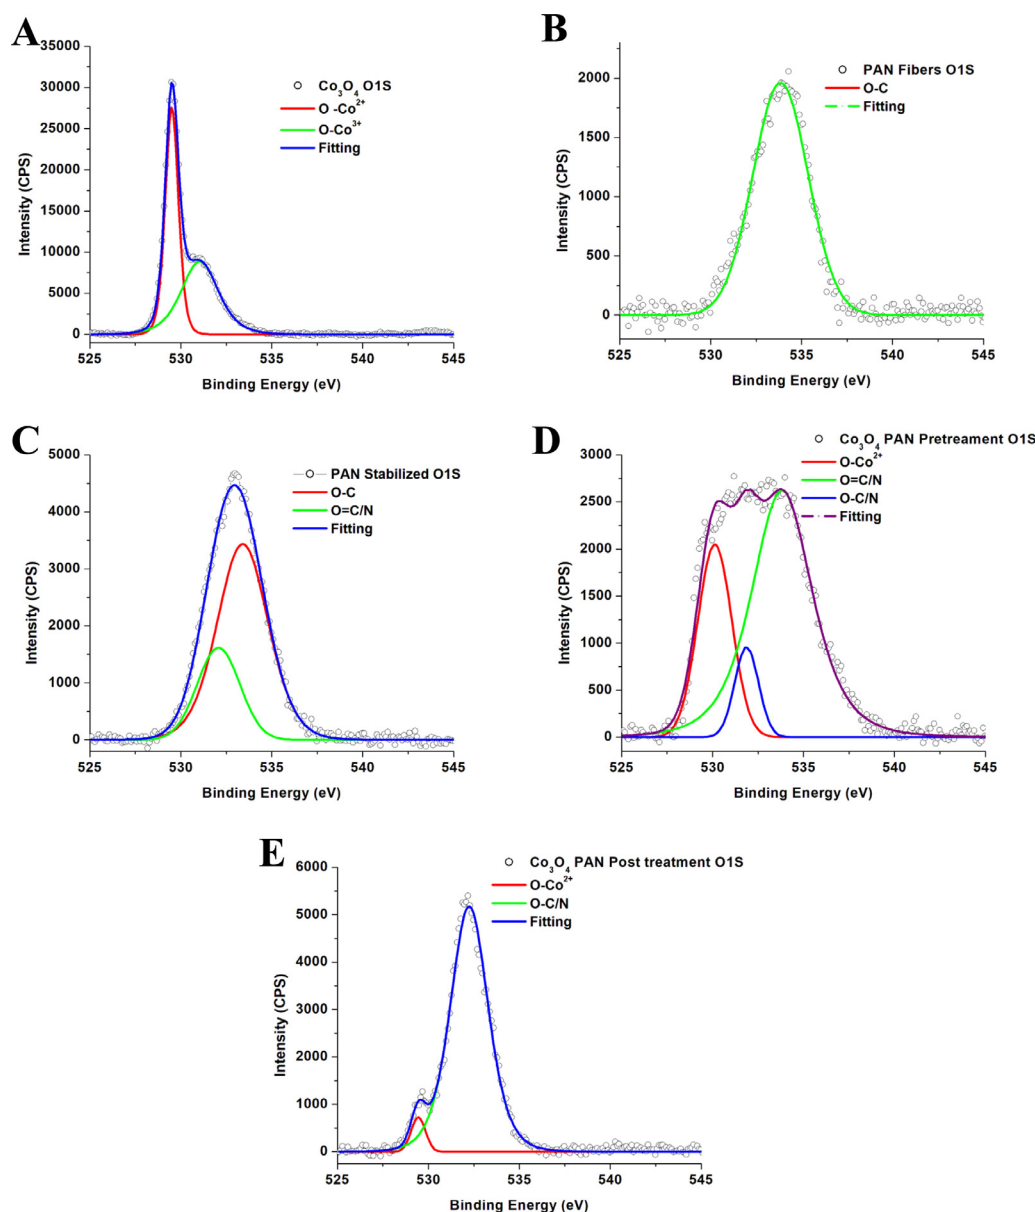 A
35000
30000
25000
20000
15000
10000
5000
0
Intensity (CPS)
Co3O4 O1S
O -Co2+
O-Co3+
Fitting
525 530 535 540 545
Binding Energy (eV)
B
2000
1500
1000
500
0
Intensity (CPS)
PAN Fibers O1S
O-C
Fitting
525 530 535 540 545
Binding Energy (eV)
C
5000
4000
3000
2000
1000
0
Intensity (CPS)
PAN Stabilized O1S
O-C
O=C/N
Fitting
525 530 535 540 545
Binding Energy (eV)
D
3000
2500
2000
1500
1000
500
0
Intensity (CPS)
Co3O4 PAN Pretreament O1S
O-Co2+
O=C/N
O-C/N
Fitting
525 530 535 540 545
Binding Energy (eV)
E
6000
5000
4000
3000
2000
1000
0
Intensity (CPS)
Co3O4 PAN Post treatment O1S
O-Co2+
O-C/N
Fitting
525 530 535 540 545
Binding Energy (eV)